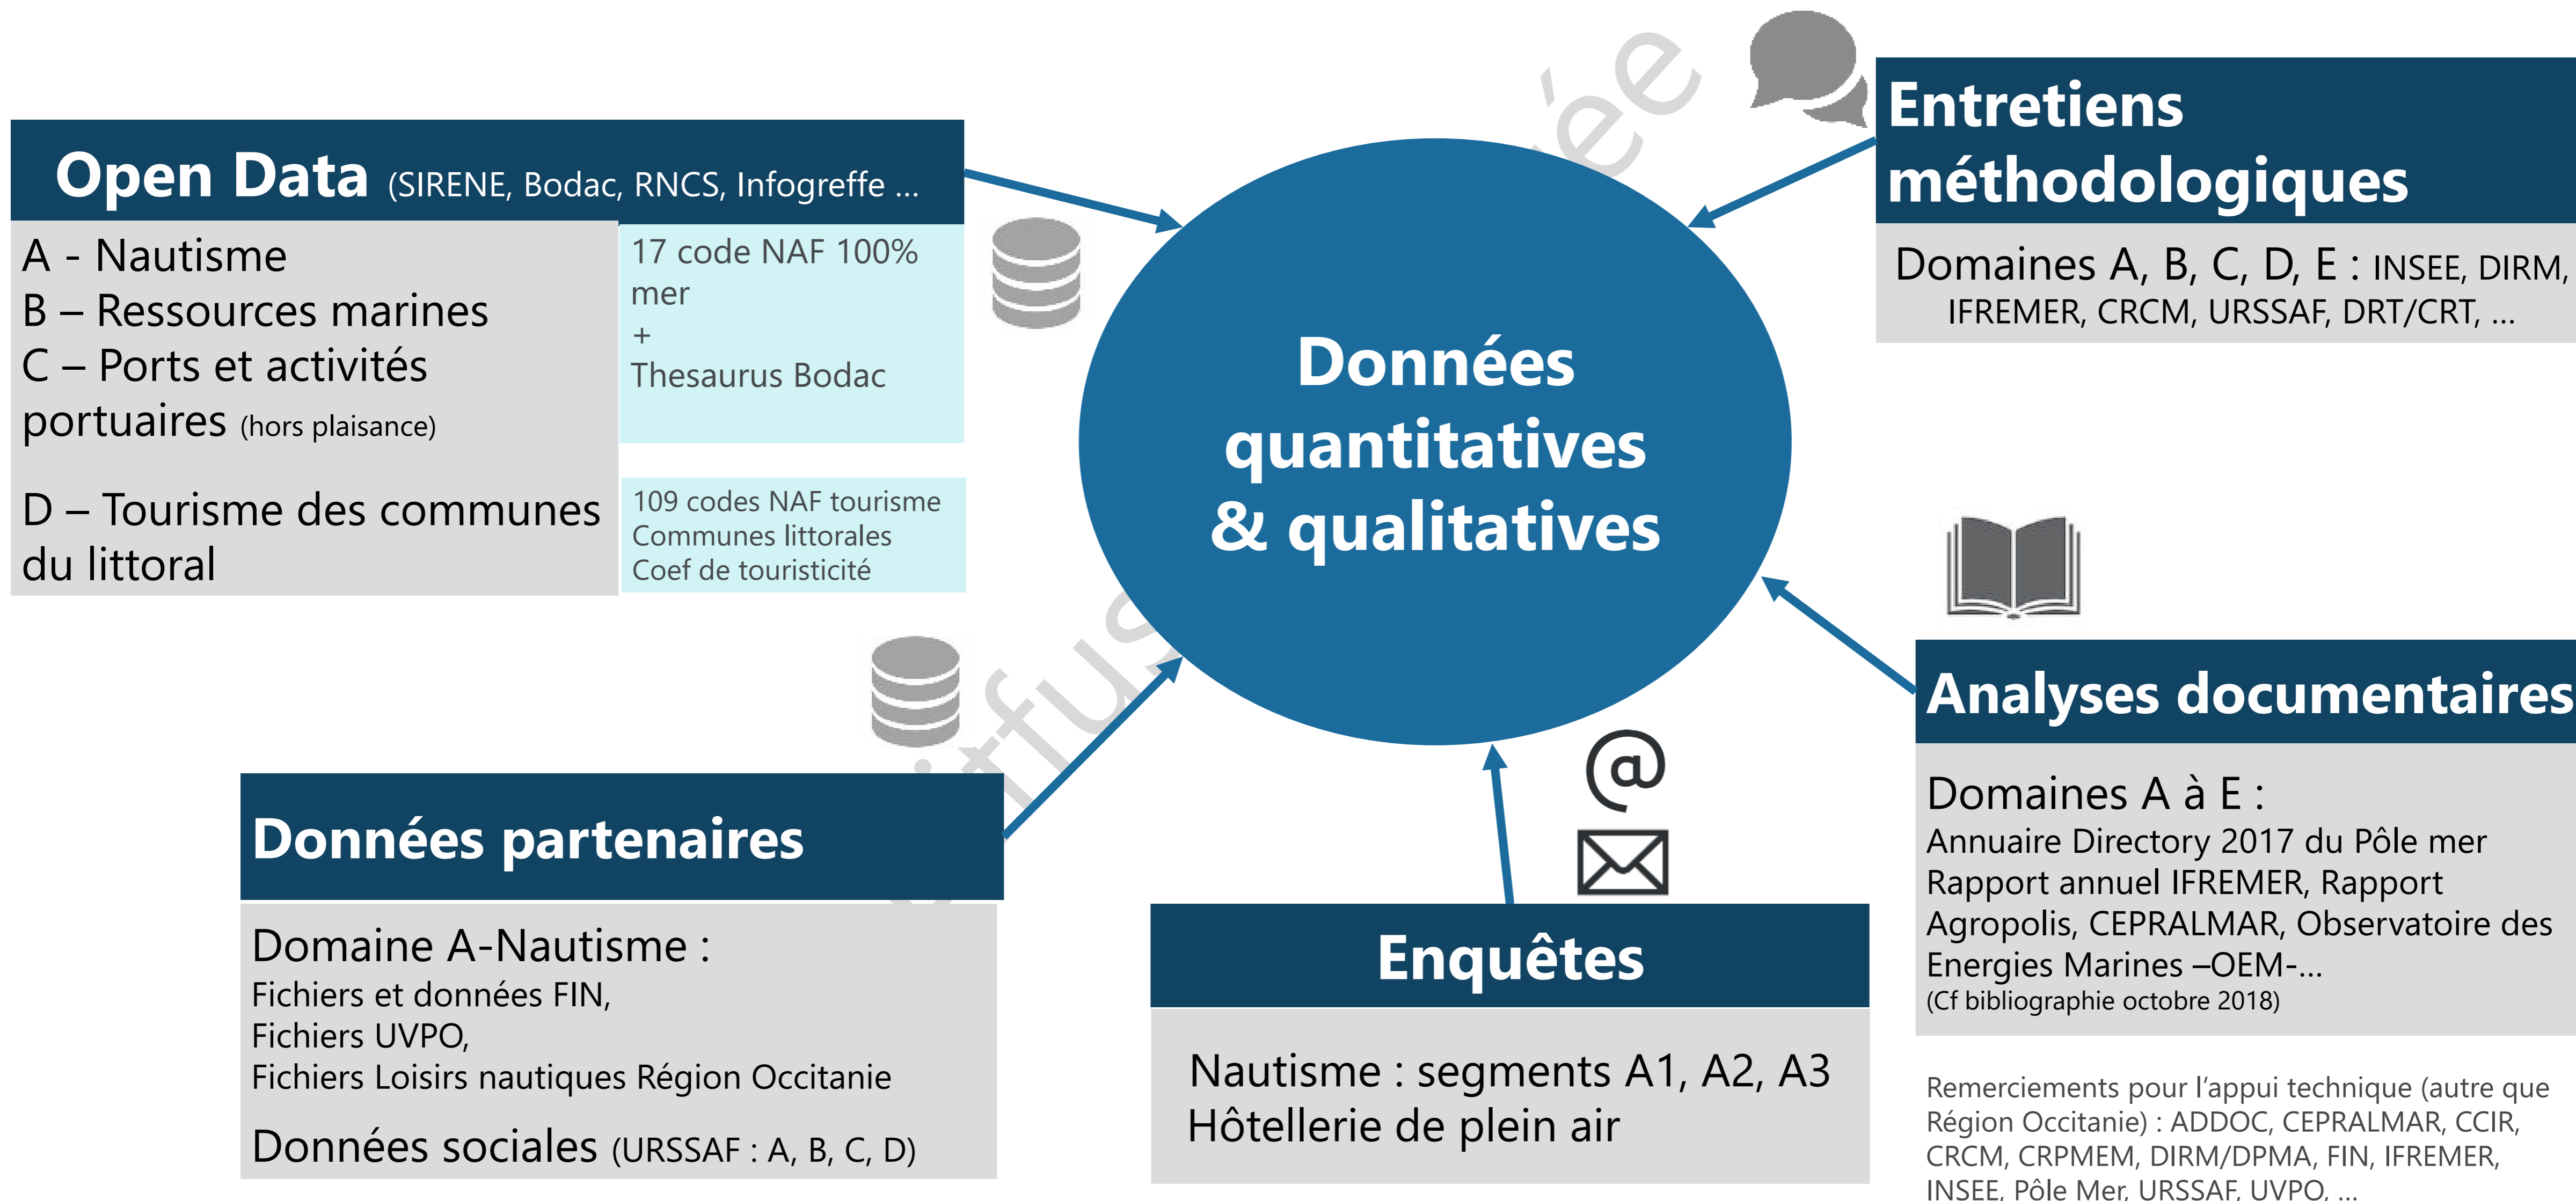 Open Data (SIRENE, Bodac, RNCS, Infogreffe ...
A - Nautisme
B – Ressources marines
C – Ports et activités
portuaires (hors plaisance)
D – Tourisme des communes
du littoral
17 code NAF 100%
mer
+
Thesaurus Bodac
109 codes NAF tourisme
Communes littorales
Coef de touristicité
Données
quantitatives
& qualitatives
Entretiens
méthodologiques
Domaines A, B, C, D, E : INSEE, DIRM,
IFREMER, CRCM, URSSAF, DRT/CRT, ...
Analyses documentaires
Domaines A à E :
Annuaire Directory 2017 du Pôle mer
Rapport annuel IFREMER, Rapport
Agropolis, CEPRALMAR, Observatoire des
Energies Marines –OEM-...
(Cf bibliographie octobre 2018)
Données partenaires
Domaine A-Nautisme :
Fichiers et données FIN,
Fichiers UVPO,
Fichiers Loisirs nautiques Région Occitanie
Données sociales (URSSAF : A, B, C, D)
@
Enquêtes
Nautisme : segments A1, A2, A3
Hôtellerie de plein air
Remerciements pour l'appui technique (autre que
Région Occitanie) : ADDOC, CEPRALMAR, CCIR,
CRCM, CRPMEM, DIRM/DPMA, FIN, IFREMER,
INSEE, Pôle Mer, URSSAF, UVPO, ...